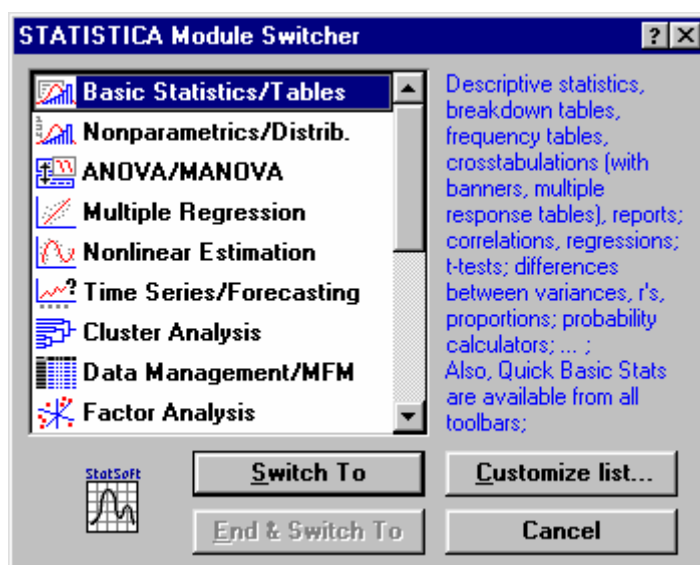 STATISTICA Module Switcher
Basic Statistics/Tables
Nonparametrics/Distrib.
ANOVA/MANOVA
Multiple Regression
Nonlinear Estimation
Time Series/Forecasting
Cluster Analysis
Data Management/MFM
Factor Analysis
Descriptive statistics,
breakdown tables,
frequency tables,
crosstabulations (with
banners, multiple
response tables), reports;
correlations, regressions;
t-tests; differences
between variances, r's,
proportions; probability
calculators; ... ;
Also, Quick Basic Stats
are available from all
toolbars;
StatSoft
Switch To
Customize list...
End & Switch To
Cancel